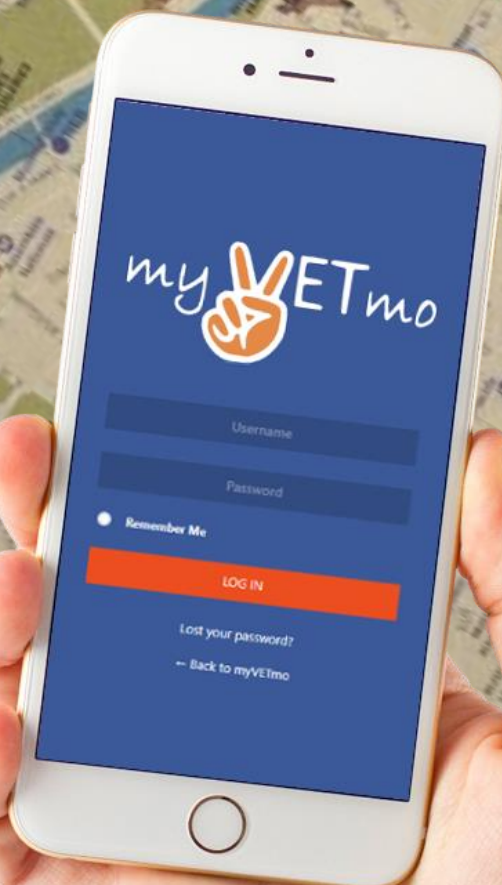 myVETmo
Username
Password
Remember Me
LOG IN
Lost your password?
← Back to myVETmo